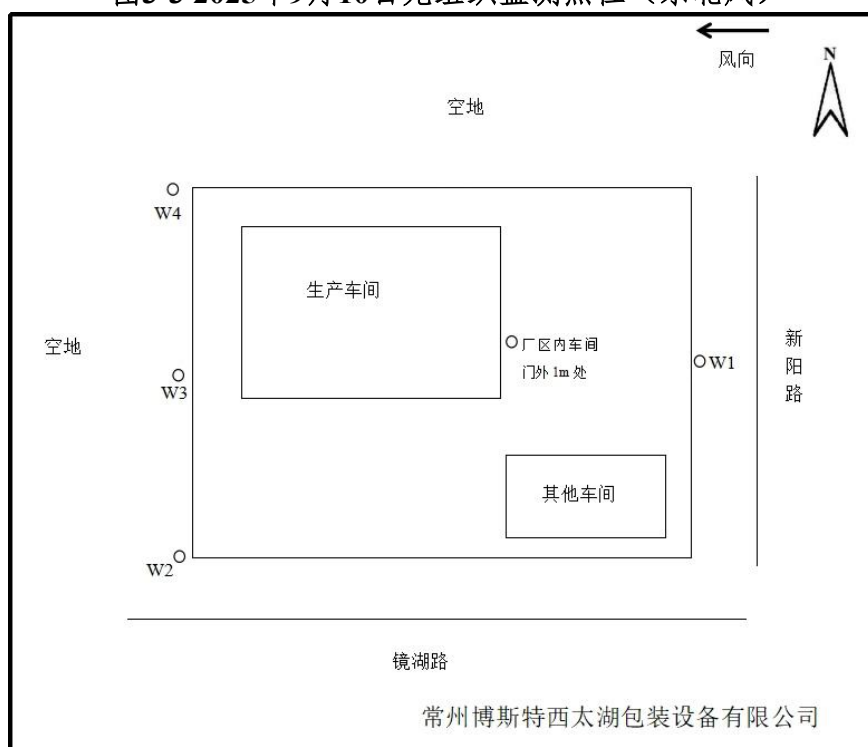 风向
N
空地
W4
生产车间
空地
厂区内车间
门外 1m 处
W1
新阳路
W3
其他车间
W2
镜湖路
常州博斯特西太湖包装设备有限公司